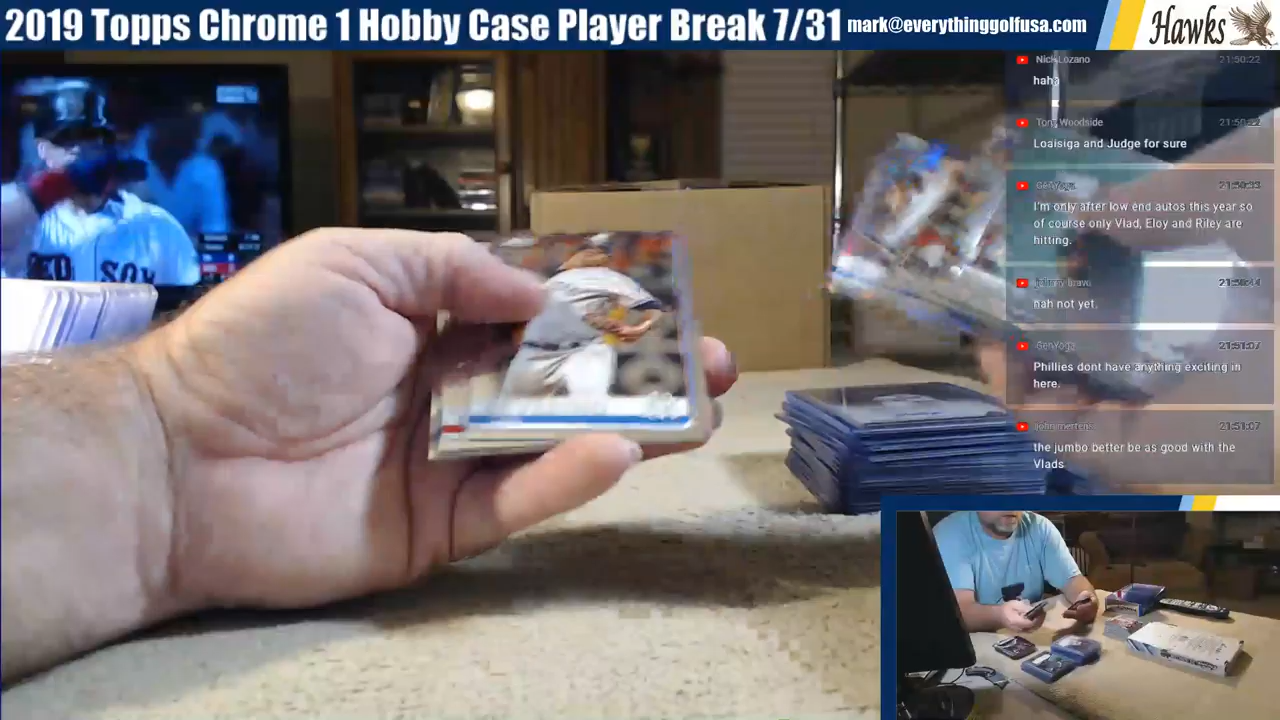 2019 Topps Chrome 1 Hobby Case Player Break 7/31
mark@everythinggolfusa.com
Hawks
Nick Lozano 21:50:22
haha
Tony Woodside 21:50:22
Loaisiga and Judge for sure
GetYoga
I'm only after low end autos this year so
of course only Vlad, Eloy and Riley are
hitting.
nah not yet.
GetYoga 21:51:07
Phillies dont have anything exciting in
here.
21:51:07
the jumbo better be as good with the
Vlads
RED SOX